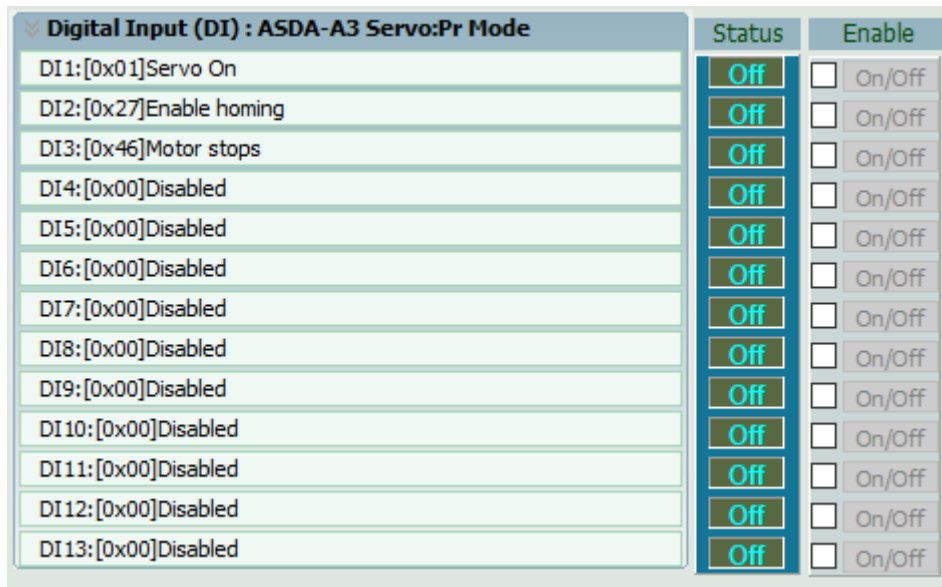 Digital Input (DI) : ASDA-A3 Servo:Pr Mode Status Enable
DI1:[0x01]Servo On Off On/Off
DI2:[0x27]Enable homing Off On/Off
DI3:[0x46]Motor stops Off On/Off
DI4:[0x00]Disabled Off On/Off
DI5:[0x00]Disabled Off On/Off
DI6:[0x00]Disabled Off On/Off
DI7:[0x00]Disabled Off On/Off
DI8:[0x00]Disabled Off On/Off
DI9:[0x00]Disabled Off On/Off
DI10:[0x00]Disabled Off On/Off
DI11:[0x00]Disabled Off On/Off
DI12:[0x00]Disabled Off On/Off
DI13:[0x00]Disabled Off On/Off